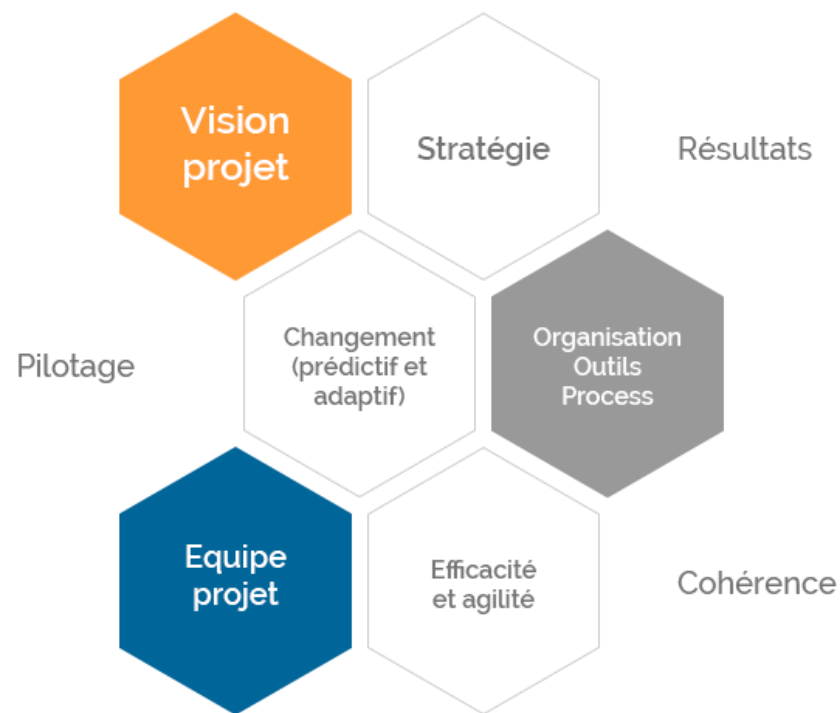 Vision
projet
Stratégie
Résultats
Pilotage
Changement
(prédictif et
adaptif)
Organisation
Outils
Process
Equipe
projet
Efficacité
et agilité
Cohérence